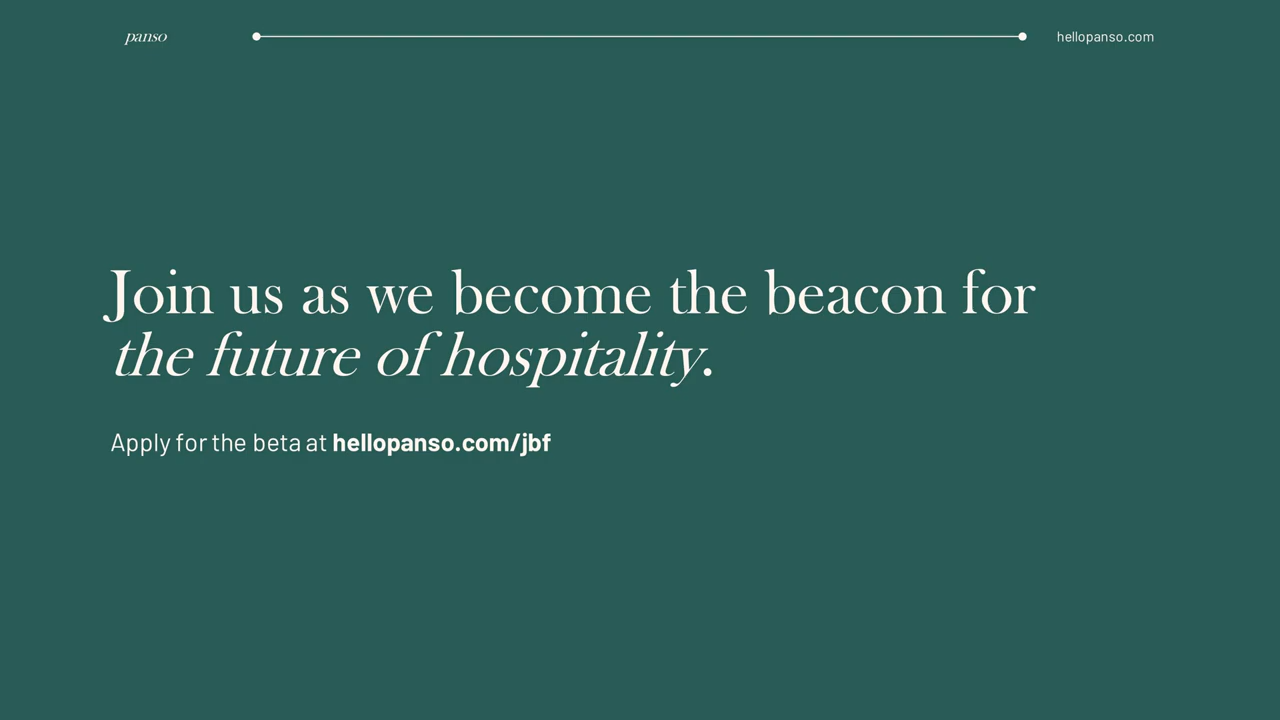 panso
hellopanso.com
Join us as we become the beacon for
the future of hospitality.
Apply for the beta at hellopanso.com/jbf